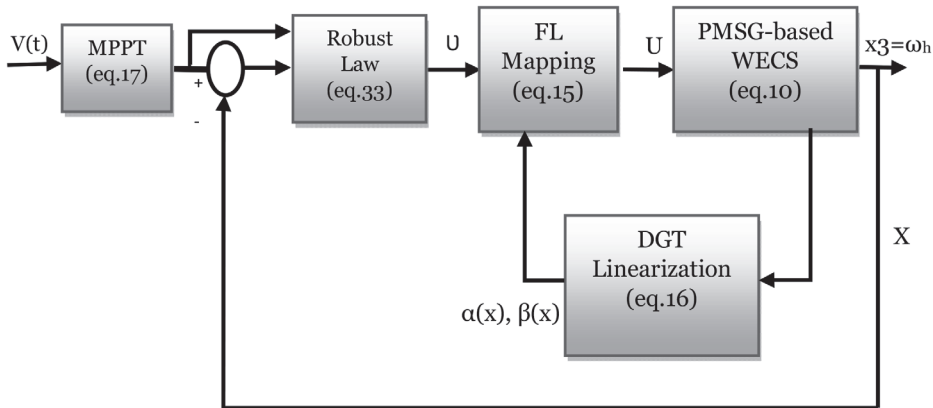 V(t)
MPPT
(eq.17)
+
-
Robust
Law
(eq.33)
υ
FL
Mapping
(eq.15)
U
PMSG-based
WECS
(eq.10)
x3=ωh
X
DGT
Linearization
(eq.16)
α(x), β(x)